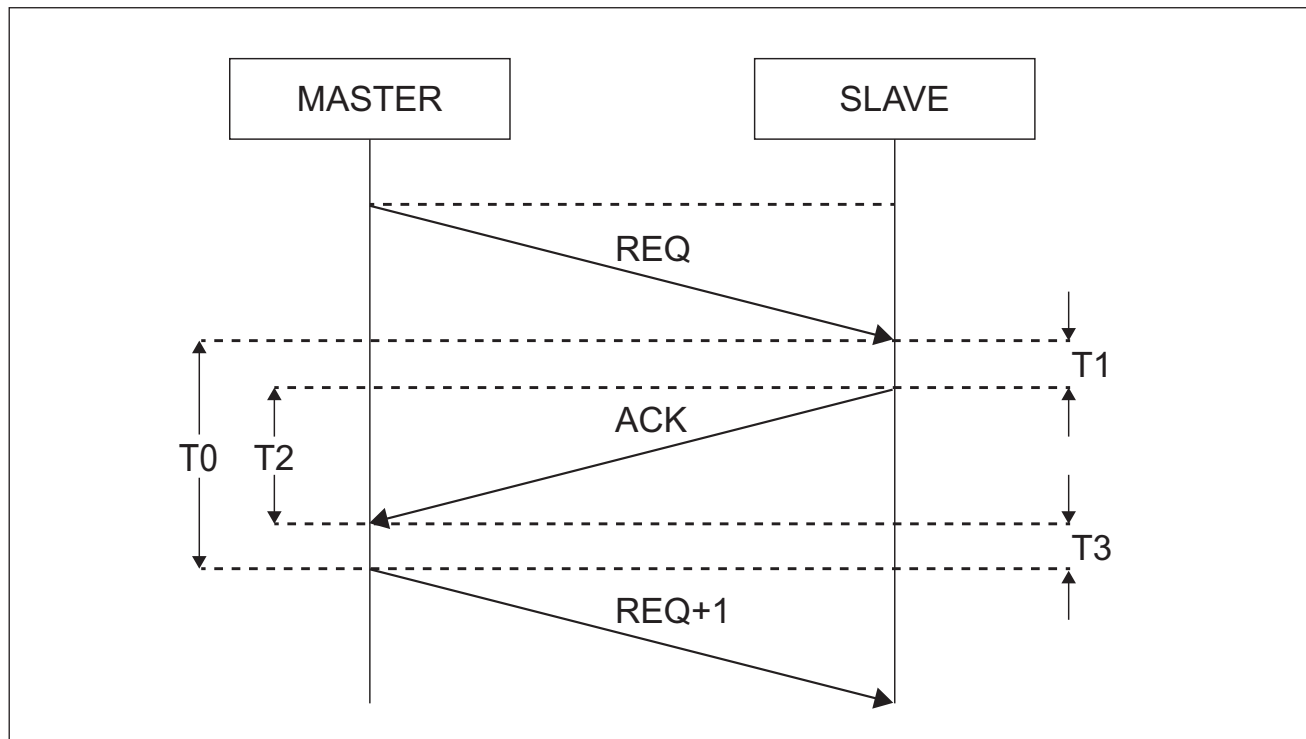 MASTER
SLAVE
REQ
T1
ACK
T0
T2
T3
REQ+1